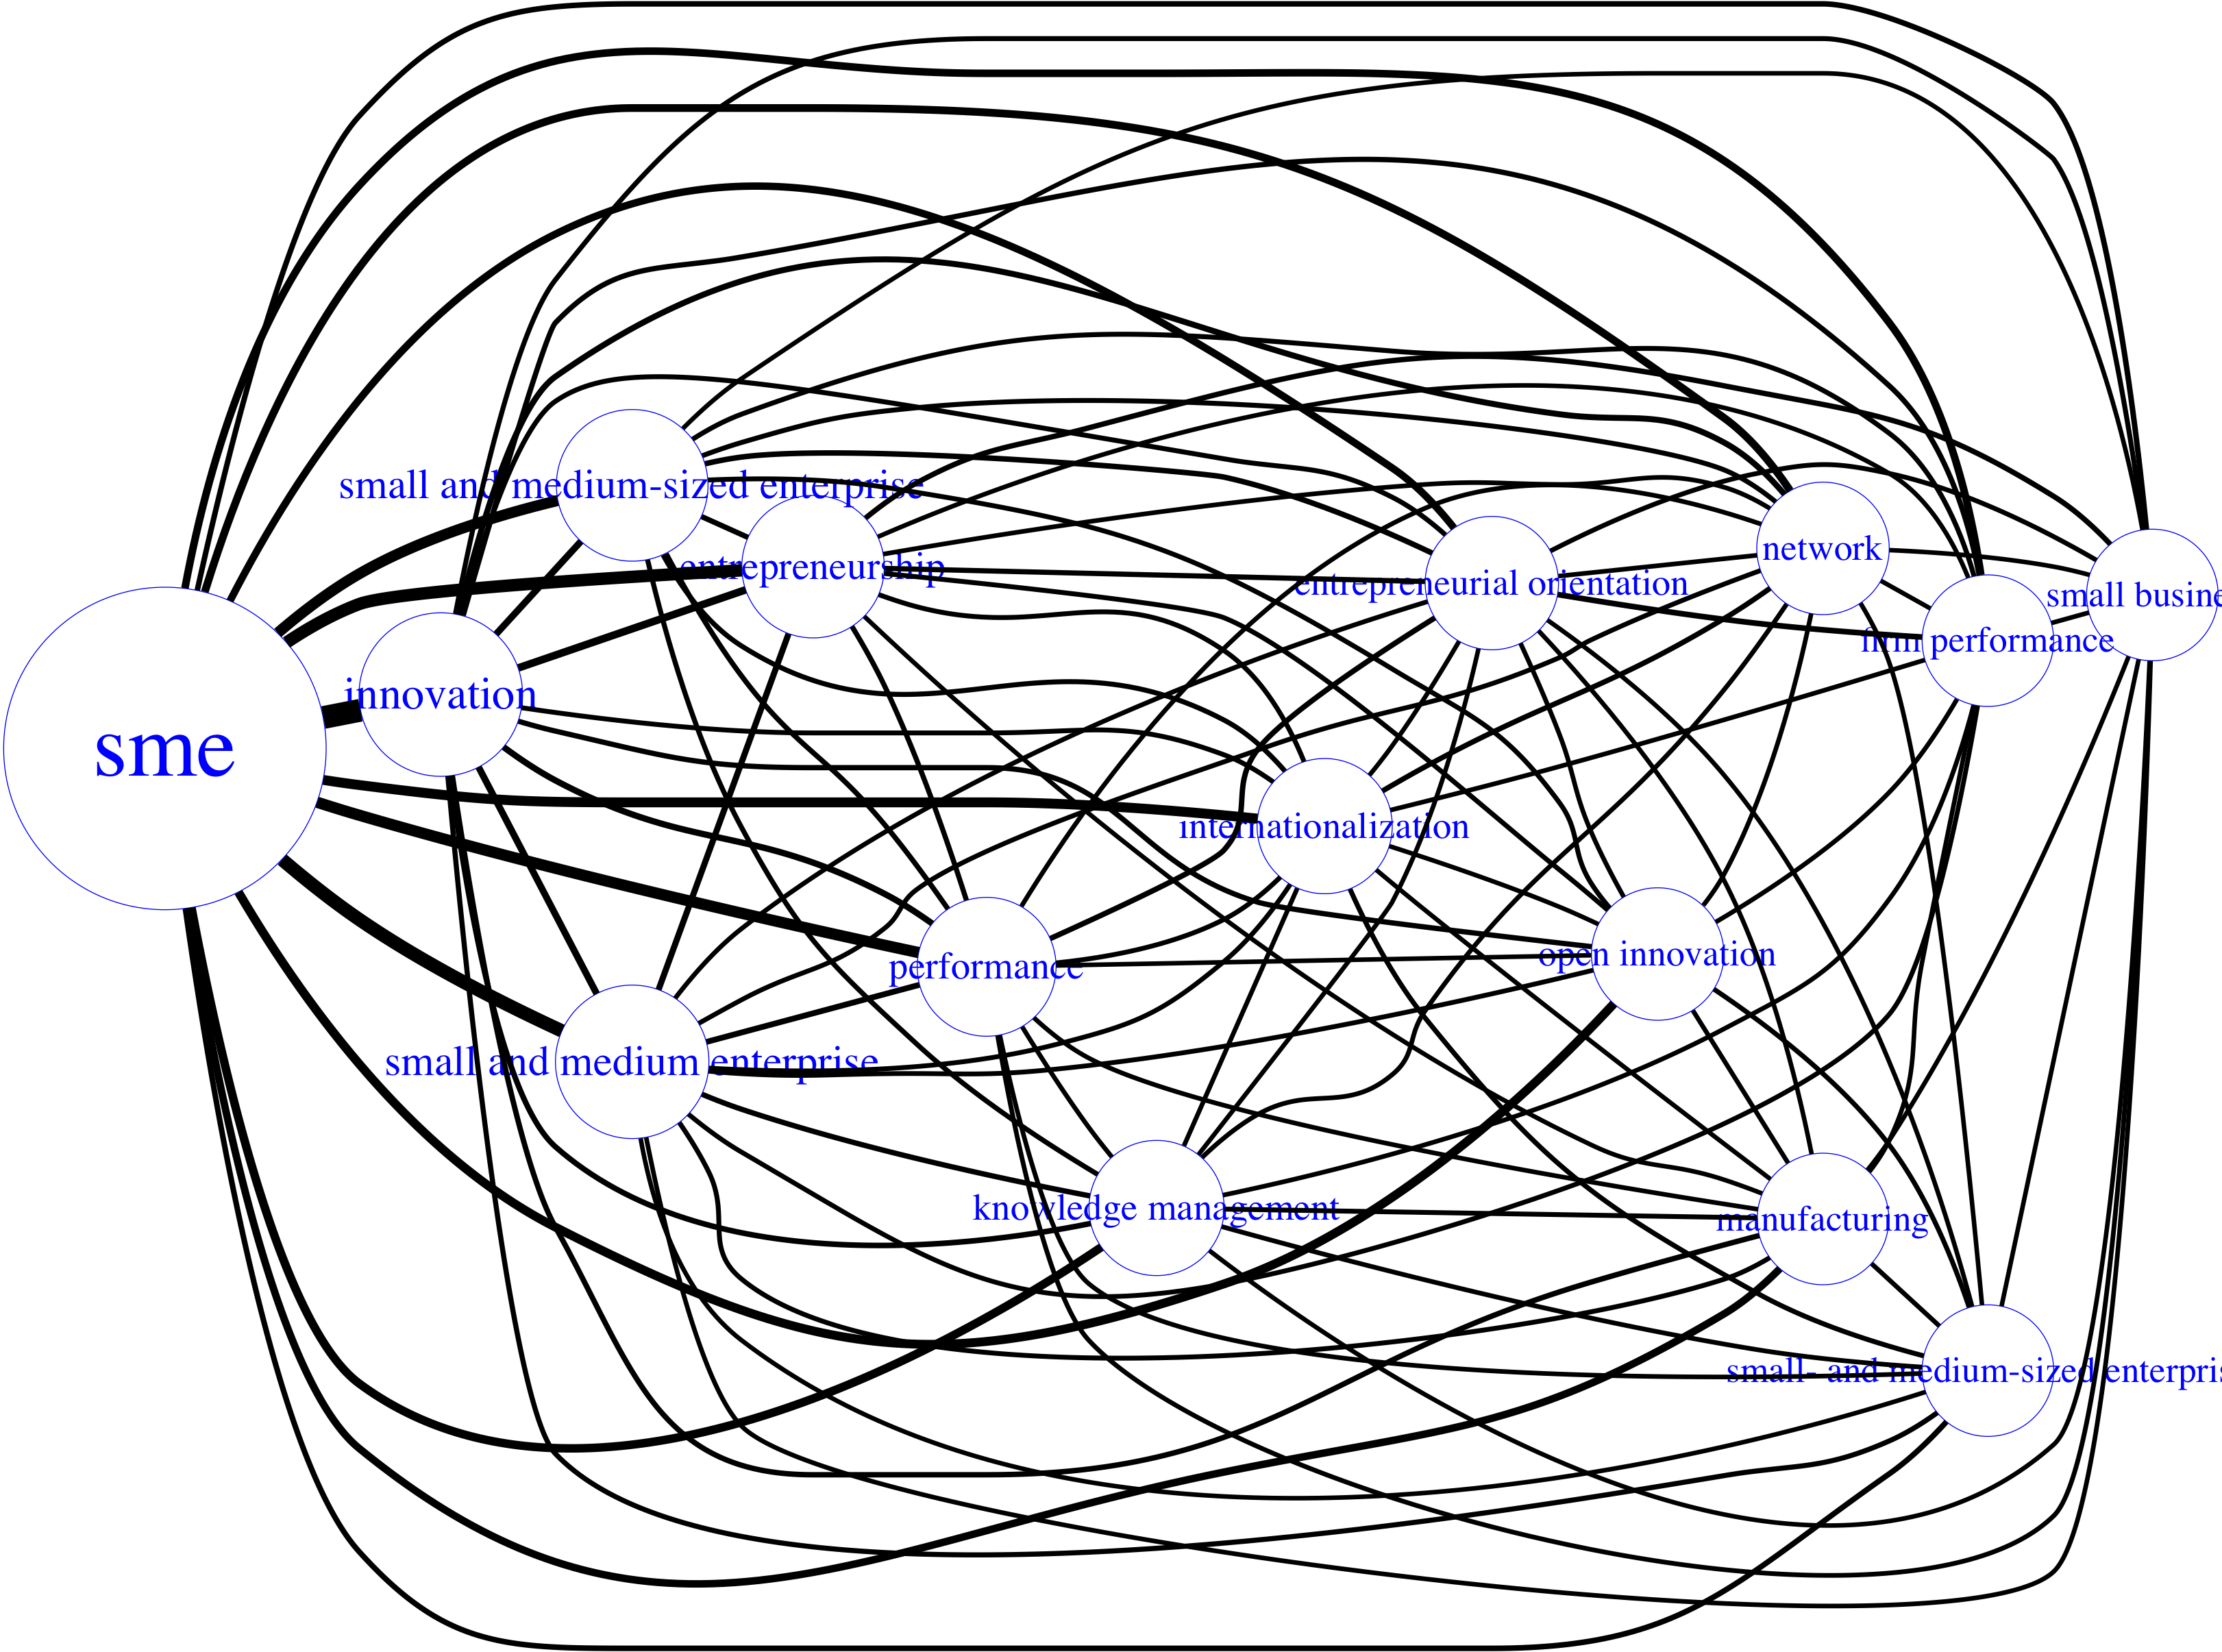 small and medium-sized enterprise
entrepreneurship
network
entrepreneurial orientation
small busine
firm performance
innovation
sme
internationalization
open innovation
performance
small and medium enterprise
knowledge management
manufacturing
small- and medium-sized enterpris